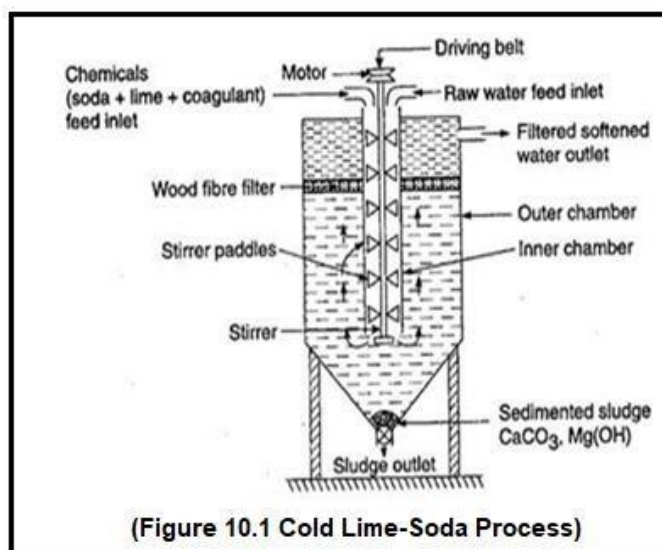 Driving belt
Motor
Chemicals
(soda + lime + coagulant)
feed inlet
Raw water feed inlet
Filtered softened
water outlet
Wood fibre filter
Outer chamber
Stirrer paddles
Inner chamber
Stirrer
Sedimented sludge
CaCO₃, Mg(OH)
Sludge outlet
(Figure 10.1 Cold Lime-Soda Process)